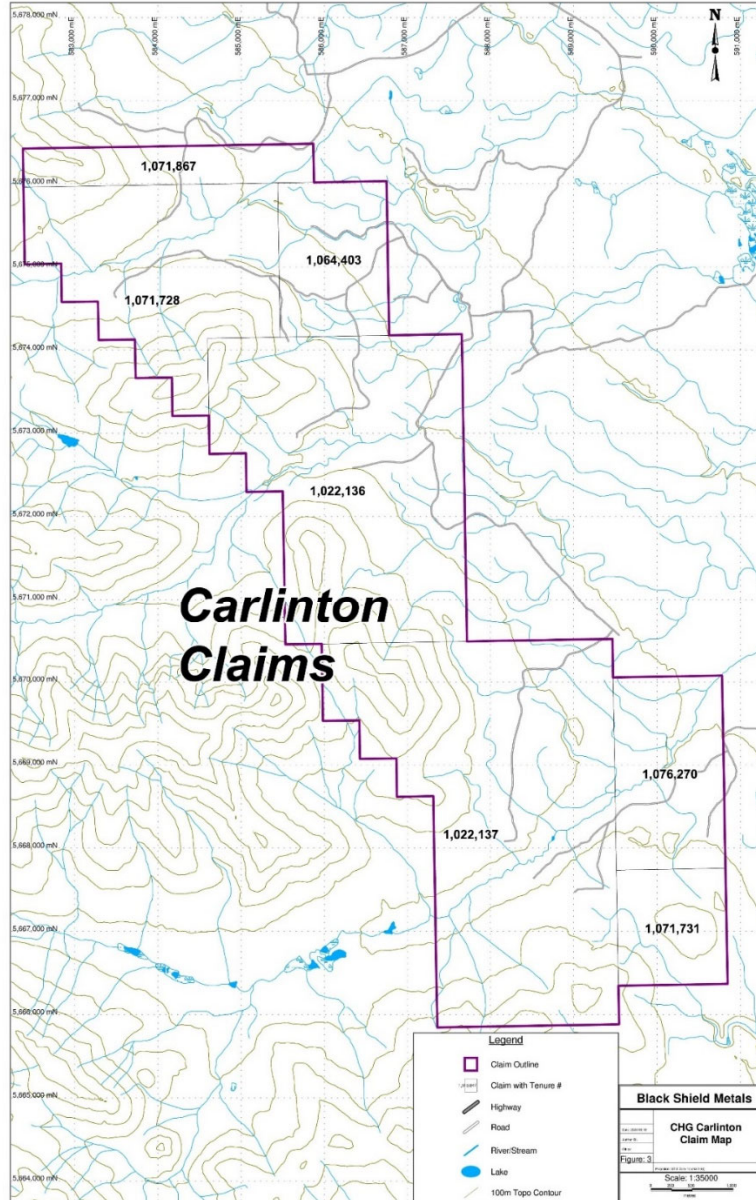 5,678,000 mN
583,000 mE
584,000 mE
585,000 mE
586,000 mE
587,000 mE
588,000 mE
589,000 mE
590,000 mE
591,000 mE
N
5,677,000 mN
1,071,867
5,676,000 mN
1,064,403
5,675,000 mN
1,071,728
5,674,000 mN
5,673,000 mN
1,022,136
5,672,000 mN
Carlinton
Claims
5,671,000 mN
5,670,000 mN
1,076,270
5,669,000 mN
1,022,137
5,668,000 mN
1,071,731
5,667,000 mN
5,666,000 mN
Legend
Claim Outline
Claim with Tenure #
Highway
Road
River/Stream
Lake
100m Topo Contour
5,665,000 mN
5,664,000 mN
Black Shield Metals
CHG Carlinton
Claim Map
Figure: 3
Scale: 1:35000